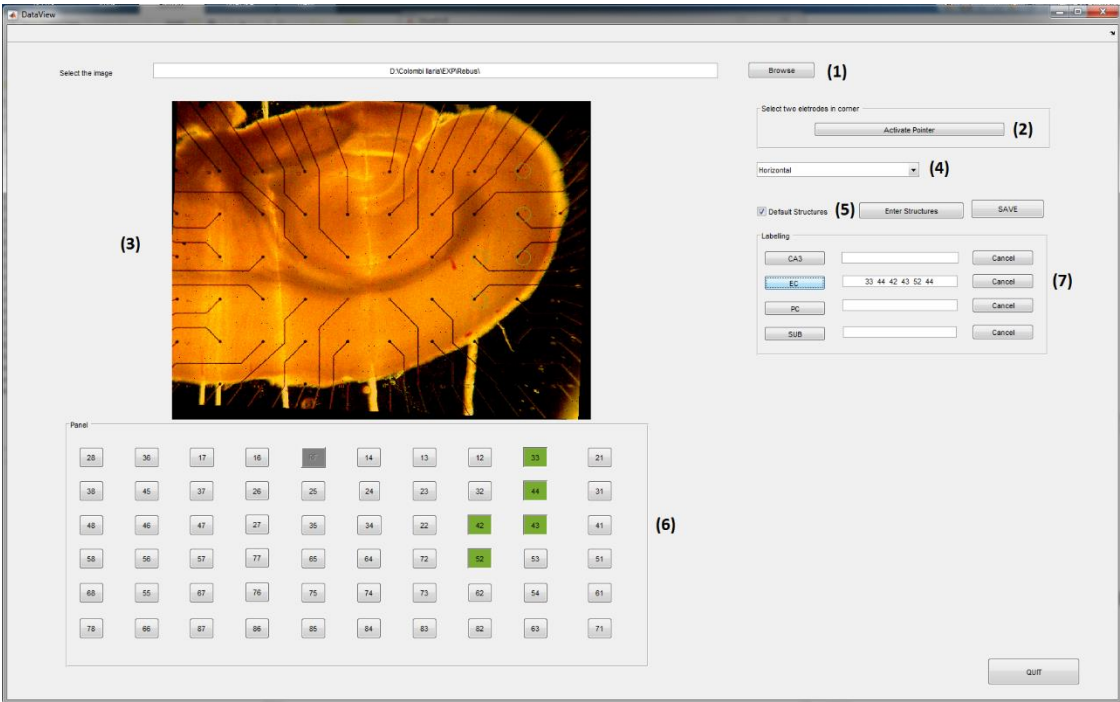 DataView
Select the image D:\Colombi Ilaria\EXP\Rebus\ Browse (1)
Select two eletrodes in corner
Activate Pointer (2)
Horizontal (4)
Default Structures (5) Enter Structures SAVE
(3)
Labeling
CA3 Cancel
EC 33 44 42 43 52 44 Cancel (7)
PC Cancel
SUB Cancel
Panel
28 36 17 16 14 13 12 33 21
38 45 37 26 25 24 23 32 44 31
48 46 47 27 35 34 22 42 43 41 (6)
58 56 57 77 65 64 72 52 53 51
68 55 67 76 75 74 73 62 54 61
78 66 87 86 85 84 83 82 63 71
QUIT